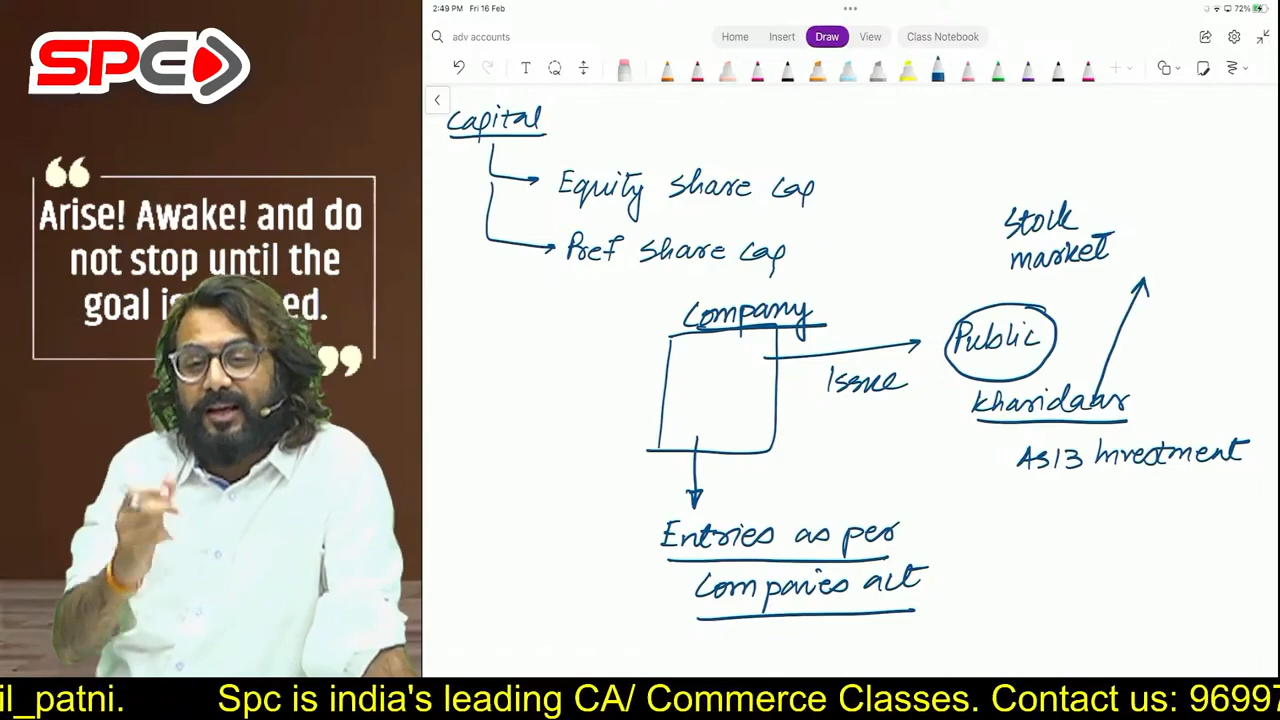 SPC
2:49 PM Fri 16 Feb
72%
adv accounts
Home Insert Draw View Class Notebook
T
Capital
Equity share cap
Pref share cap
“
Arise! Awake! and do
not stop until the
goal is
ed.
”
Company
Issue
Stock
market
Public
kharidaar
AS13 Investment
Entries as per
Companies act
il_patni. Spc is india's leading CA/ Commerce Classes. Contact us: 9699